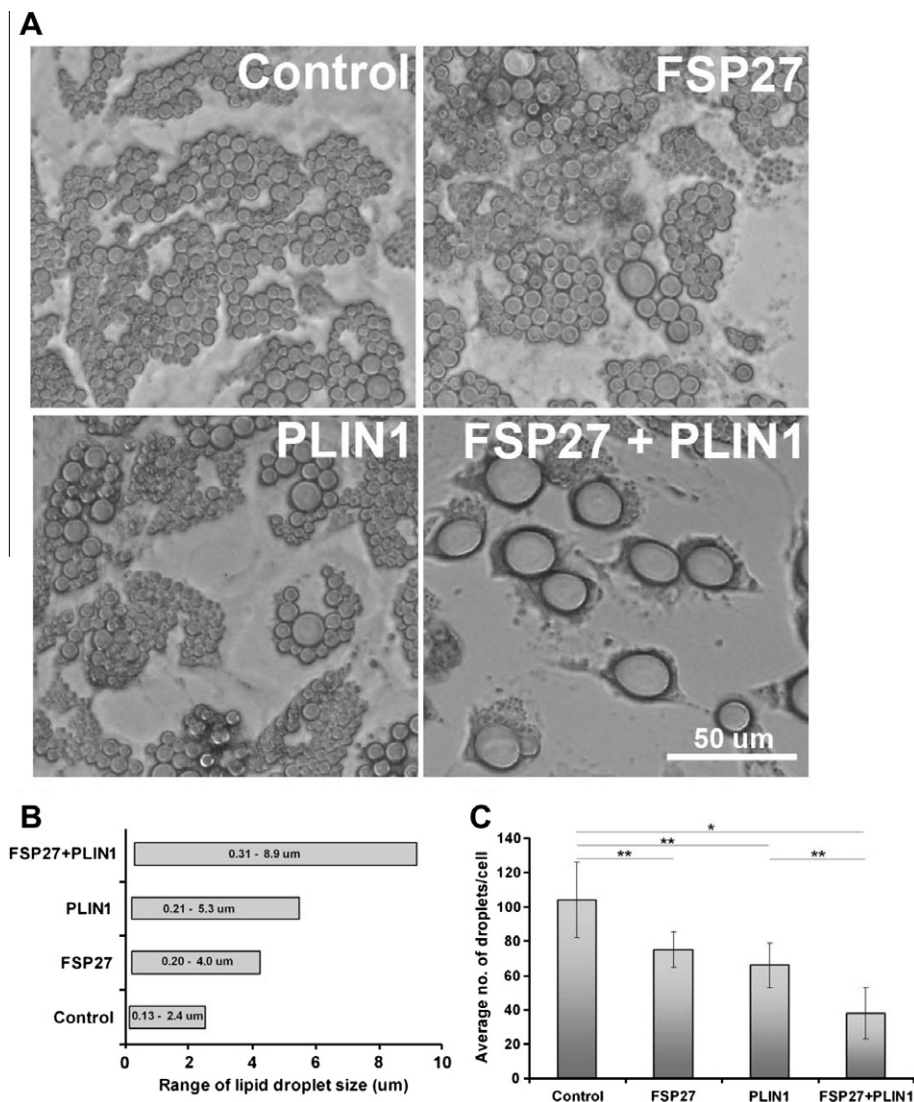 A
Control
FSP27
PLIN1
FSP27 + PLIN1
50 um
B
FSP27+PLIN1
PLIN1
FSP27
Control
0.31 - 8.9 um
0.21 - 5.3 um
0.20 - 4.0 um
0.13 - 2.4 um
0 2 4 6 8 10
Range of lipid droplet size (um)
C
Average no. of droplets/cell
140
120
100
80
60
40
20
0
*
**
** **
Control FSP27 PLIN1 FSP27+PLIN1